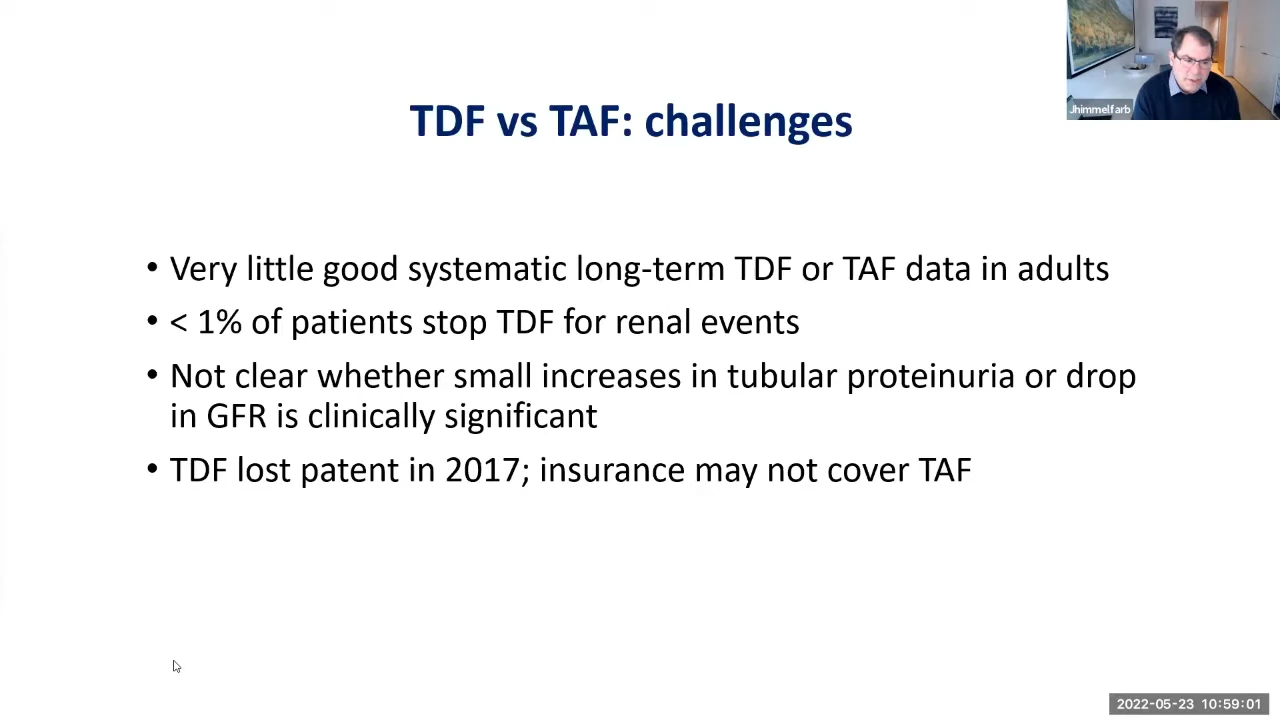 Jhimmelfarb
TDF vs TAF: challenges
• Very little good systematic long-term TDF or TAF data in adults
• < 1% of patients stop TDF for renal events
• Not clear whether small increases in tubular proteinuria or drop
in GFR is clinically significant
• TDF lost patent in 2017; insurance may not cover TAF
2022-05-23 10:59:01